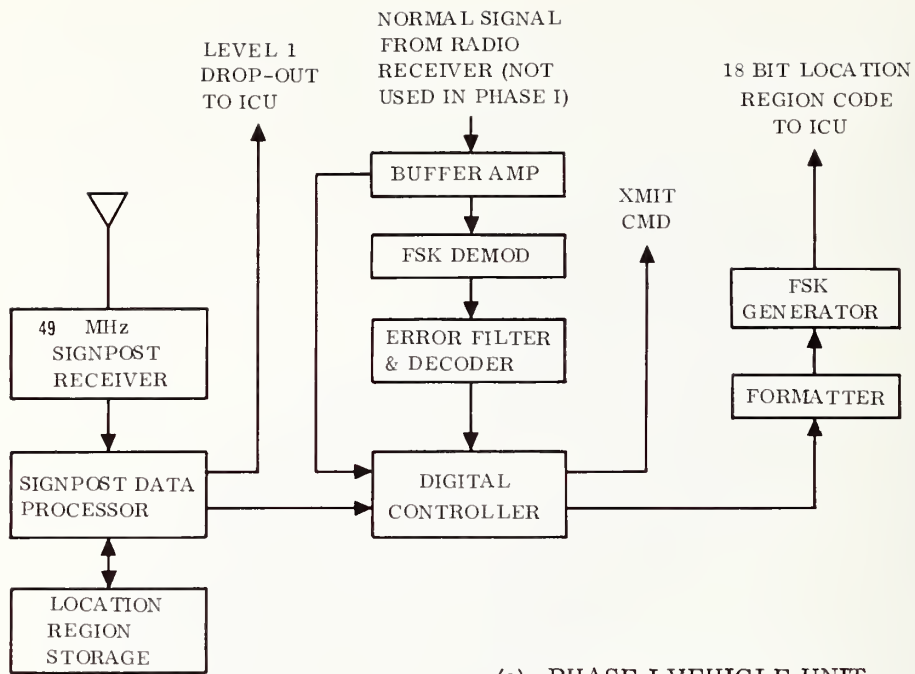 LEVEL 1
DROP-OUT
TO ICU
NORMAL SIGNAL
FROM RADIO
RECEIVER (NOT
USED IN PHASE I)
18 BIT LOCATION
REGION CODE
TO ICU
BUFFER AMP
XMIT
CMD
FSK DEMOD
49 MHz
SIGNPOST
RECEIVER
ERROR FILTER
& DECODER
FSK
GENERATOR
FORMATTER
SIGNPOST DATA
PROCESSOR
DIGITAL
CONTROLLER
LOCATION
REGION
STORAGE